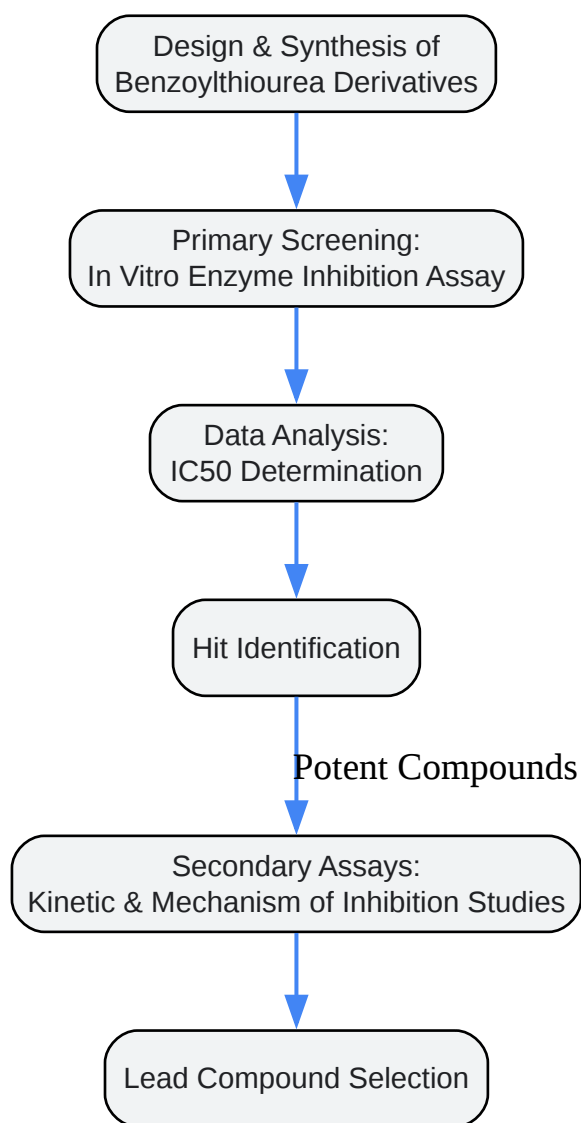 Design & Synthesis of
Benzoylthiourea Derivatives
Primary Screening:
In Vitro Enzyme Inhibition Assay
Data Analysis:
IC50 Determination
Hit Identification
Potent Compounds
Secondary Assays:
Kinetic & Mechanism of Inhibition Studies
Lead Compound Selection